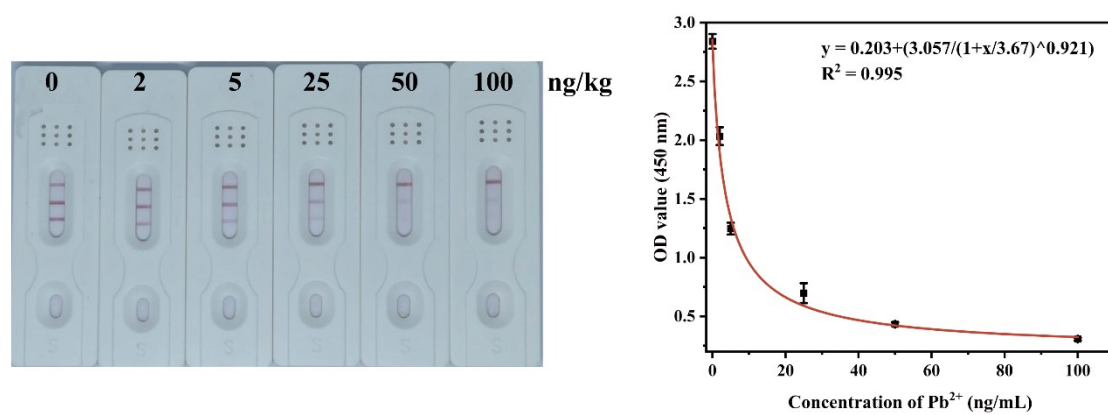 0 2 5 25 50 100 ng/kg
S S S S S S
3.0
2.5
2.0
1.5
1.0
0.5
OD value (450 nm)
y = 0.203+(3.057/(1+x/3.67)^0.921)
R² = 0.995
0 20 40 60 80 100
Concentration of Pb²⁺ (ng/mL)